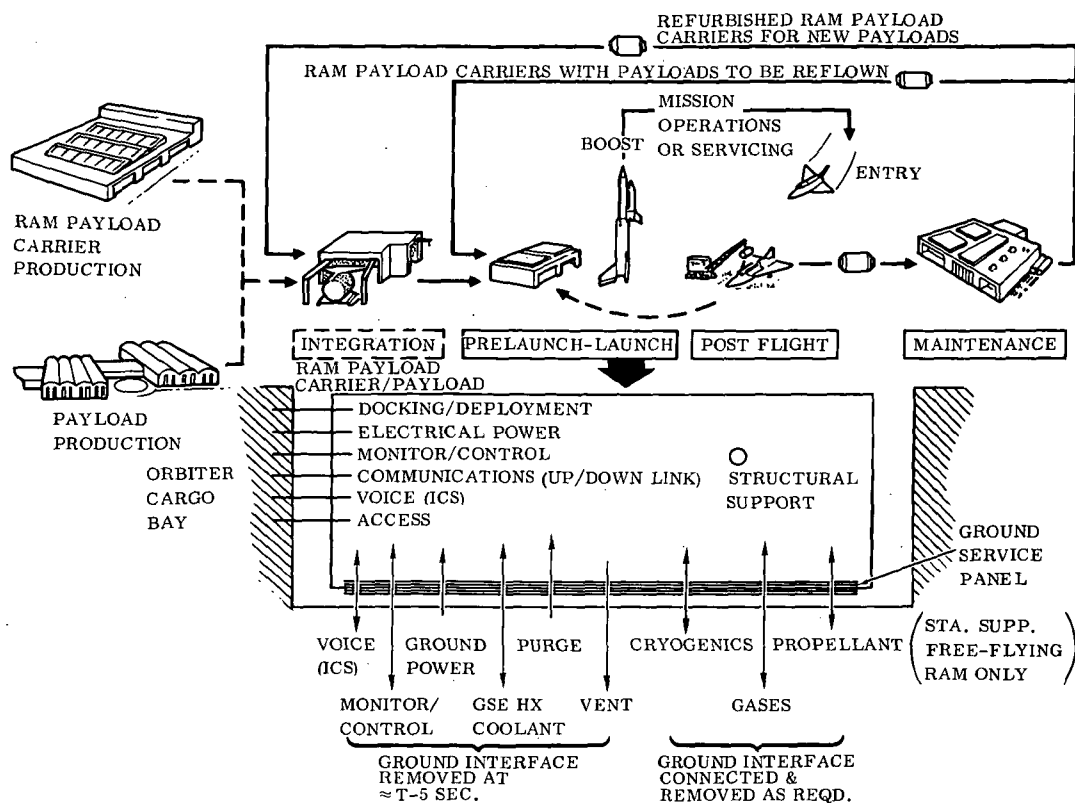 REFURBISHED RAM PAYLOAD
CARRIERS FOR NEW PAYLOADS
RAM PAYLOAD CARRIERS WITH PAYLOADS TO BE REFLOWN
MISSION
OPERATIONS
OR SERVICING
BOOST
ENTRY
RAM PAYLOAD
CARRIER
PRODUCTION
INTEGRATION
PRELAUNCH-LAUNCH
POST FLIGHT
MAINTENANCE
RAM PAYLOAD
CARRIER/PAYLOAD
PAYLOAD
PRODUCTION
ORBITER
CARGO
BAY
DOCKING/DEPLOYMENT
ELECTRICAL POWER
MONITOR/CONTROL
COMMUNICATIONS (UP/DOWN LINK)
VOICE (ICS)
ACCESS
STRUCTURAL
SUPPORT
GROUND
SERVICE
PANEL
VOICE
(ICS)
GROUND
POWER
PURGE
CRYOGENICS
PROPELLANT
(STA. SUPP.
FREE-FLYING
RAM ONLY)
MONITOR/
CONTROL
GSE HX
COOLANT
VENT
GASES
GROUND INTERFACE
REMOVED AT
≈ T-5 SEC.
GROUND INTERFACE
CONNECTED &
REMOVED AS REQD.